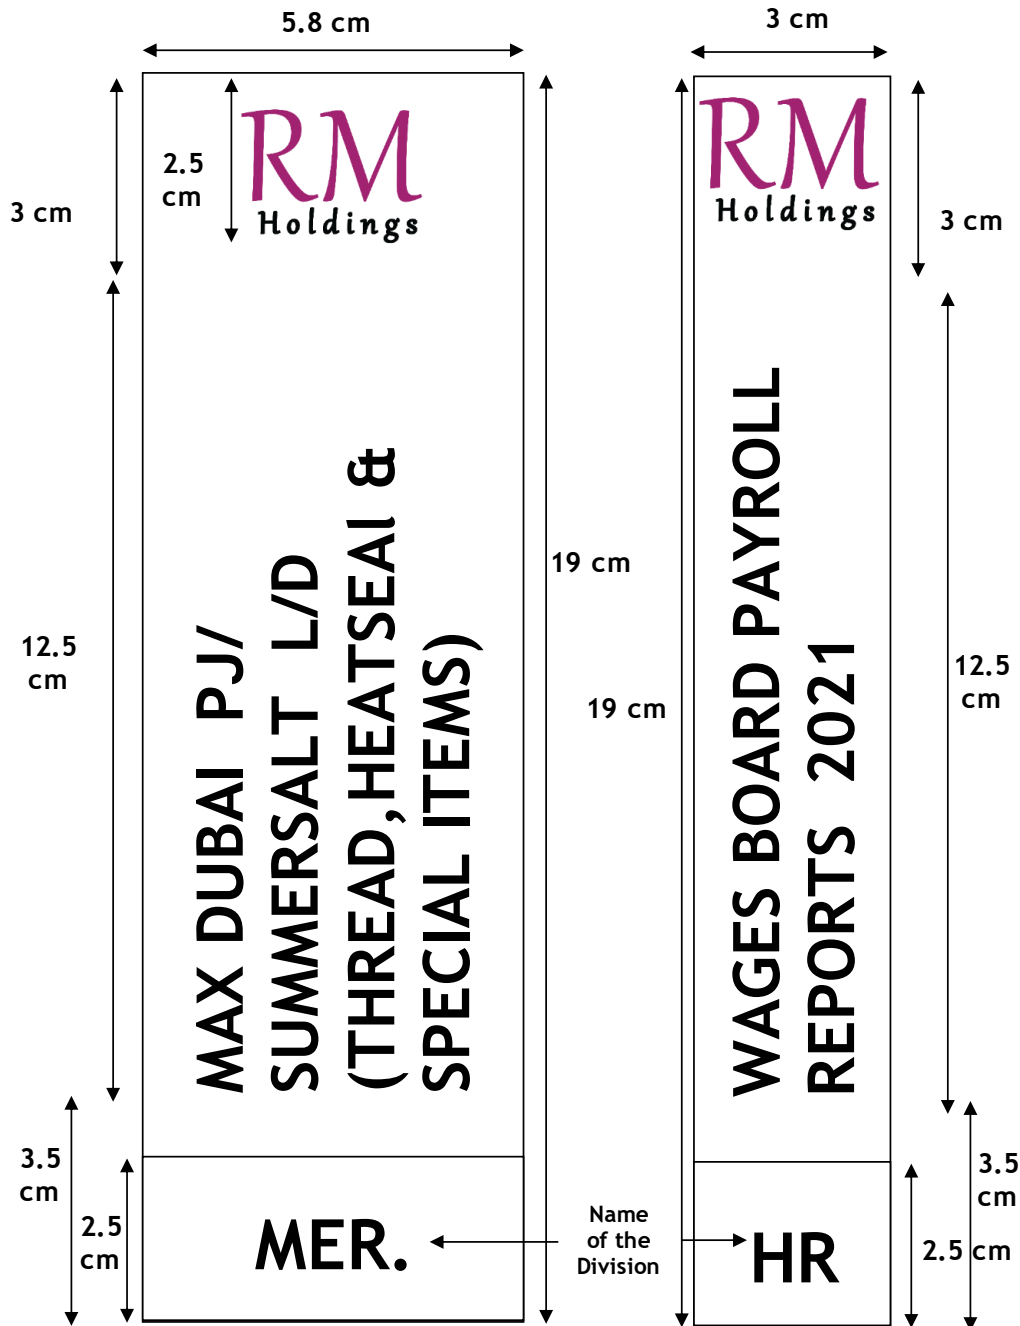 5.8 cm
3 cm
RM
Holdings
2.5
cm
3 cm
RM
Holdings
3 cm
MAX DUBAI  PJ/
SUMMERSALT  L/D
(THREAD,HEATSEAl &
SPECIAL ITEMS)
12.5
cm
19 cm
19 cm
WAGES BOARD PAYROLL
REPORTS  2021
12.5
cm
3.5
cm
2.5
cm
MER.
Name
of the
Division
HR
3.5
cm
2.5 cm